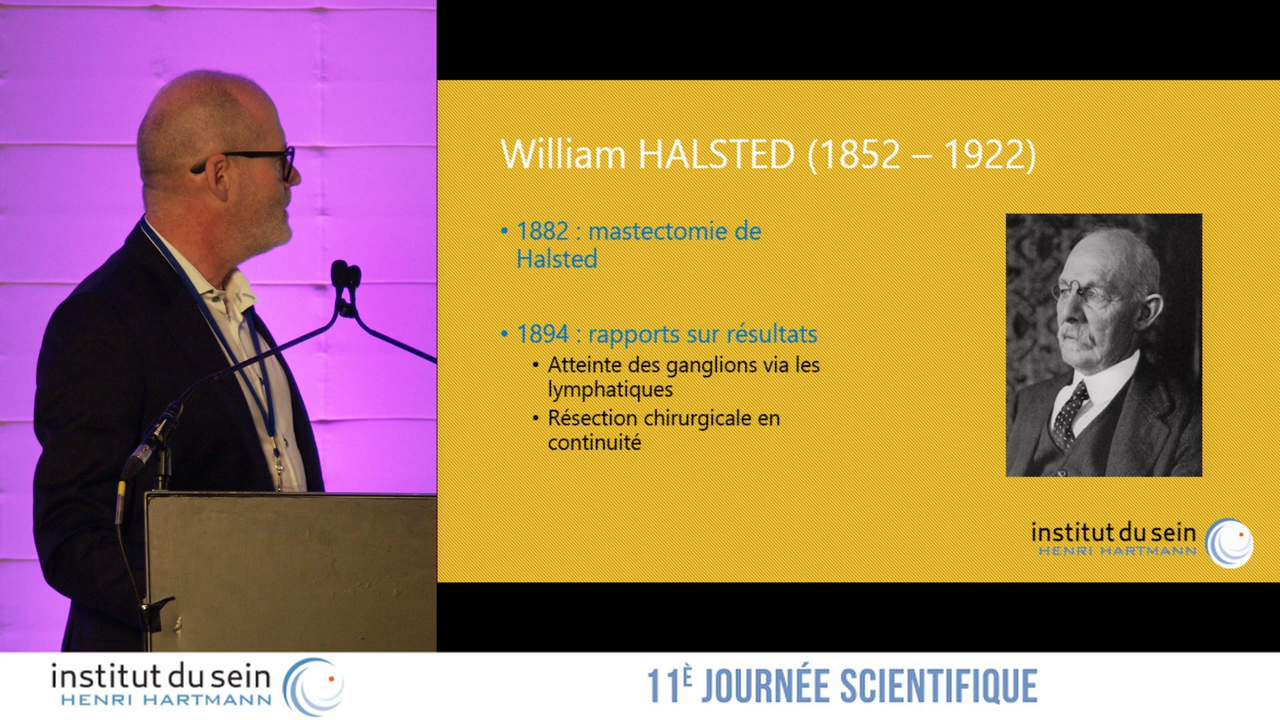 William HALSTED (1852 – 1922)
• 1882 : mastectomie de
Halsted
• 1894 : rapports sur résultats
• Atteinte des ganglions via les
lymphatiques
• Résection chirurgicale en
continuité
institut du sein
HENRI HARTMANN
institut du sein
HENRI HARTMANN
11È JOURNÉE SCIENTIFIQUE